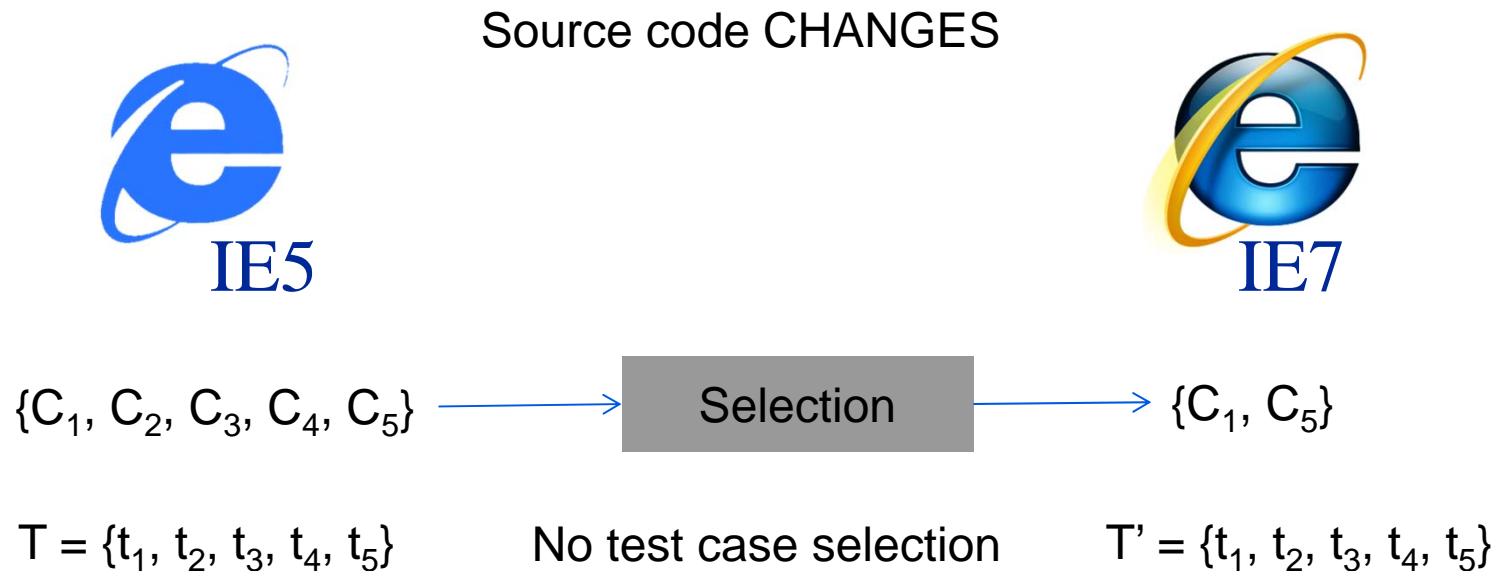 Source code CHANGES
IE5
IE7
{C₁, C₂, C₃, C₄, C₅}
Selection
{C₁, C₅}
T = {t₁, t₂, t₃, t₄, t₅}
No test case selection
T’ = {t₁, t₂, t₃, t₄, t₅}